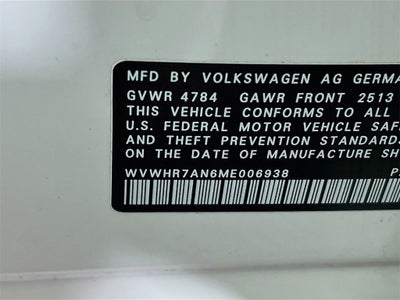 MFD BY VOLKSWAGEN AG GERMA
GVWR 4784 GAWR FRONT 2513
THIS VEHICLE CONFORMS TO ALL
U.S. FEDERAL MOTOR VEHICLE SAF
AND THEFT PREVENTION STANDARDS
ON THE DATE OF MANUFACTURE SH
WVWHR7AN6ME006938 P